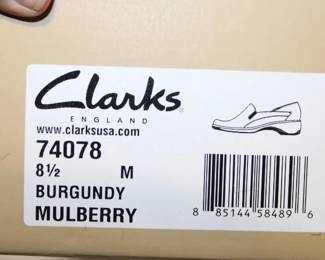 Clarks
ENGLAND
www.clarksusa.com
74078
8½ M
BURGUNDY
MULBERRY
8 85144 58489 6